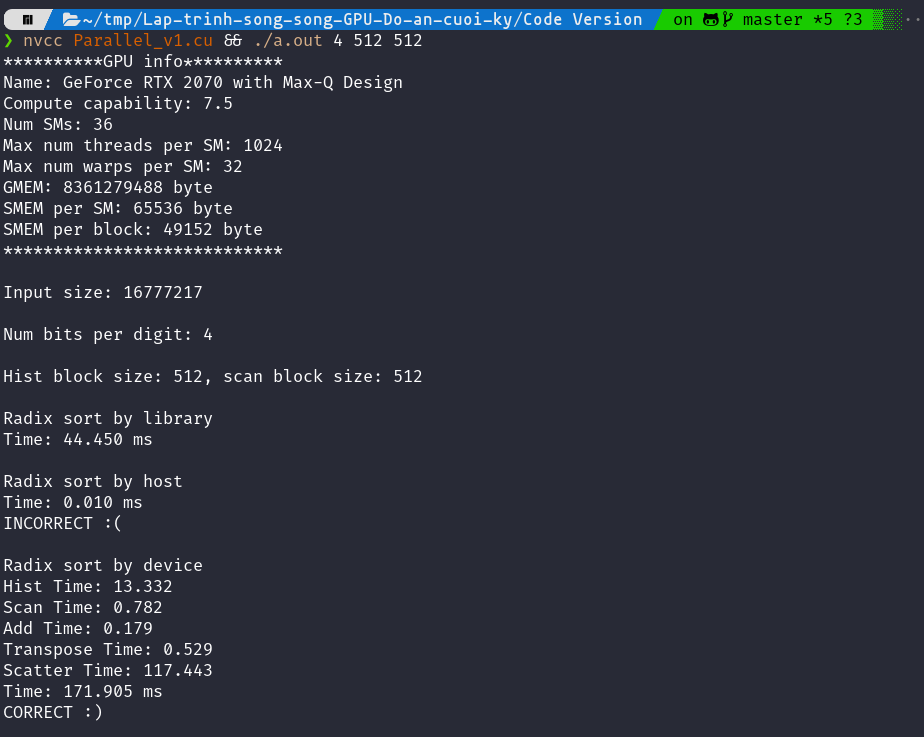 ~/tmp/Lap-trinh-song-song-GPU-Do-an-cuoi-ky/Code Version on master *5 ?3
❯ nvcc Parallel_v1.cu && ./a.out 4 512 512
**********GPU info**********
Name: GeForce RTX 2070 with Max-Q Design
Compute capability: 7.5
Num SMs: 36
Max num threads per SM: 1024
Max num warps per SM: 32
GMEM: 8361279488 byte
SMEM per SM: 65536 byte
SMEM per block: 49152 byte
****************************
Input size: 16777217
Num bits per digit: 4
Hist block size: 512, scan block size: 512
Radix sort by library
Time: 44.450 ms
Radix sort by host
Time: 0.010 ms
INCORRECT :(
Radix sort by device
Hist Time: 13.332
Scan Time: 0.782
Add Time: 0.179
Transpose Time: 0.529
Scatter Time: 117.443
Time: 171.905 ms
CORRECT :)